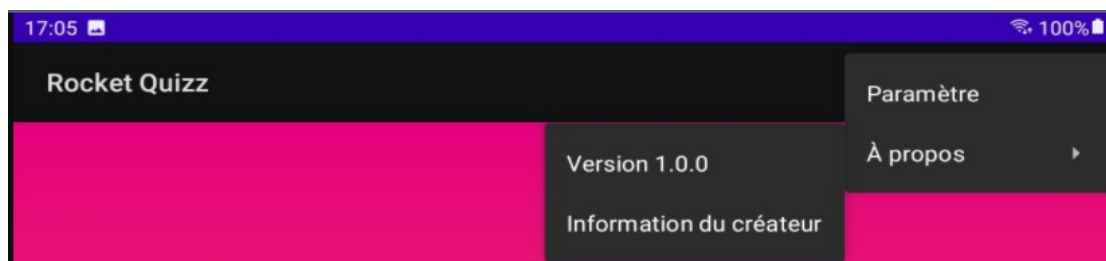 17:05 100%
Rocket Quizz
Paramètre
À propos
Version 1.0.0
Information du créateur